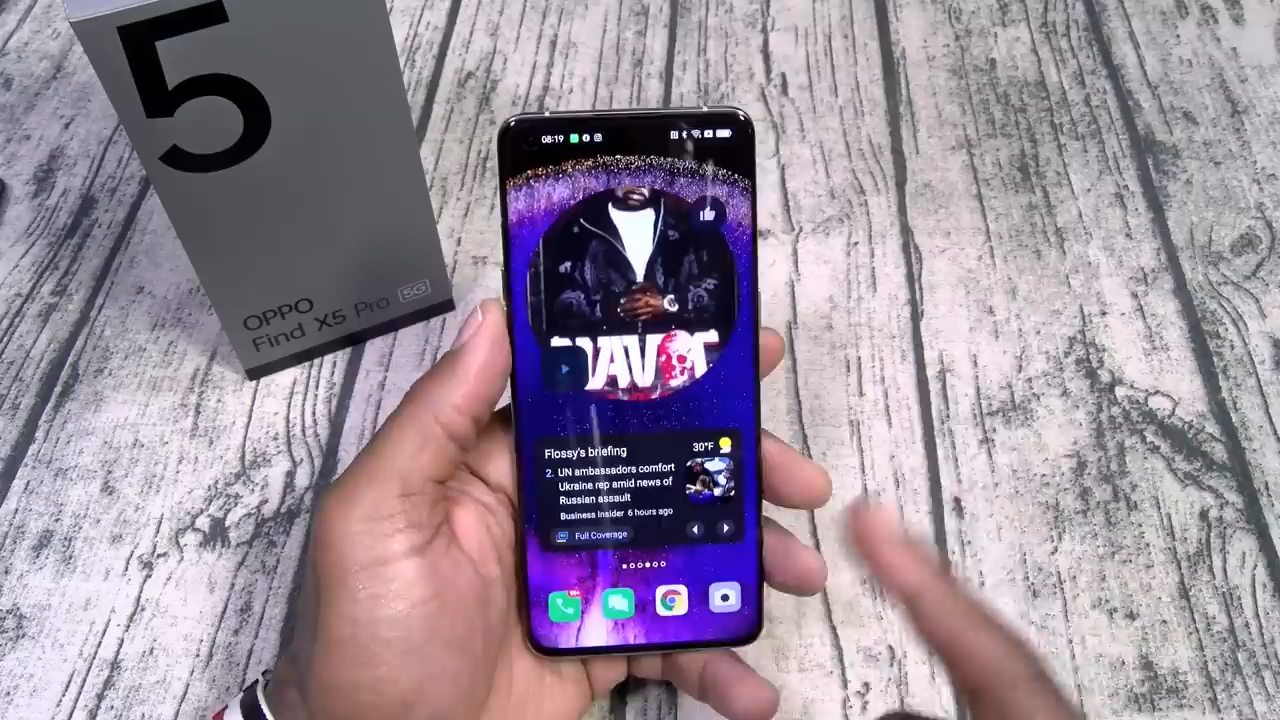 5
OPPO
Find X5 Pro 5G
08:19
Flossy's briefing
30°F
2. UN ambassadors comfort
Ukraine rep amid news of
Russian assault
Business Insider 6 hours ago
Full Coverage
99+